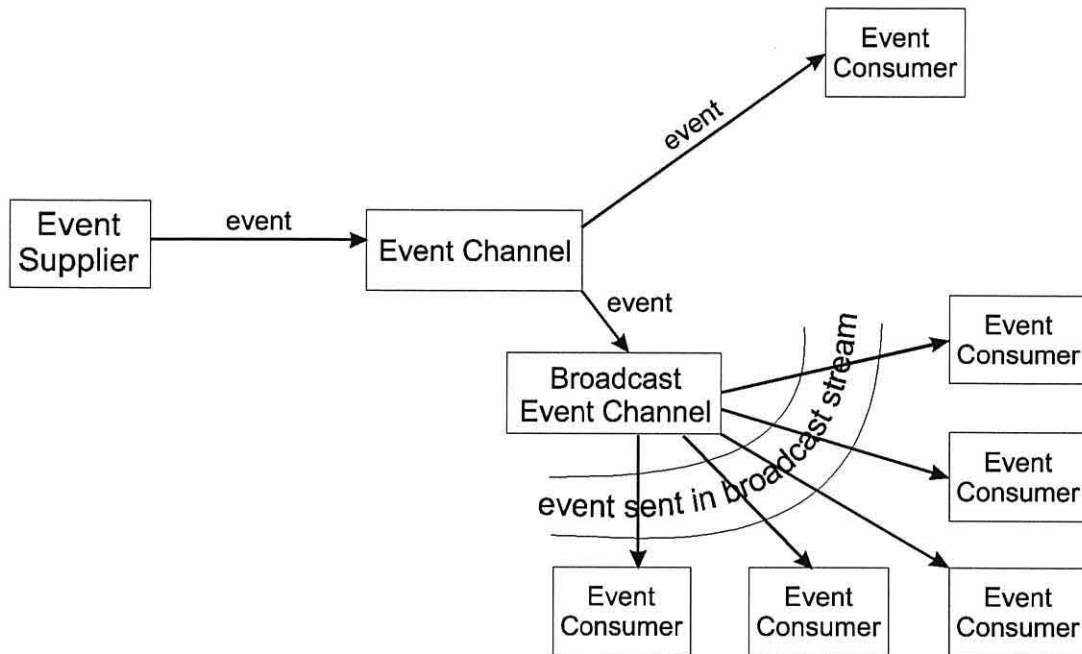 Event
Consumer
event
Event
Supplier
event
Event Channel
event
Broadcast
Event Channel
event sent in broadcast stream
Event
Consumer
Event
Consumer
Event
Consumer
Event
Consumer
Event
Consumer